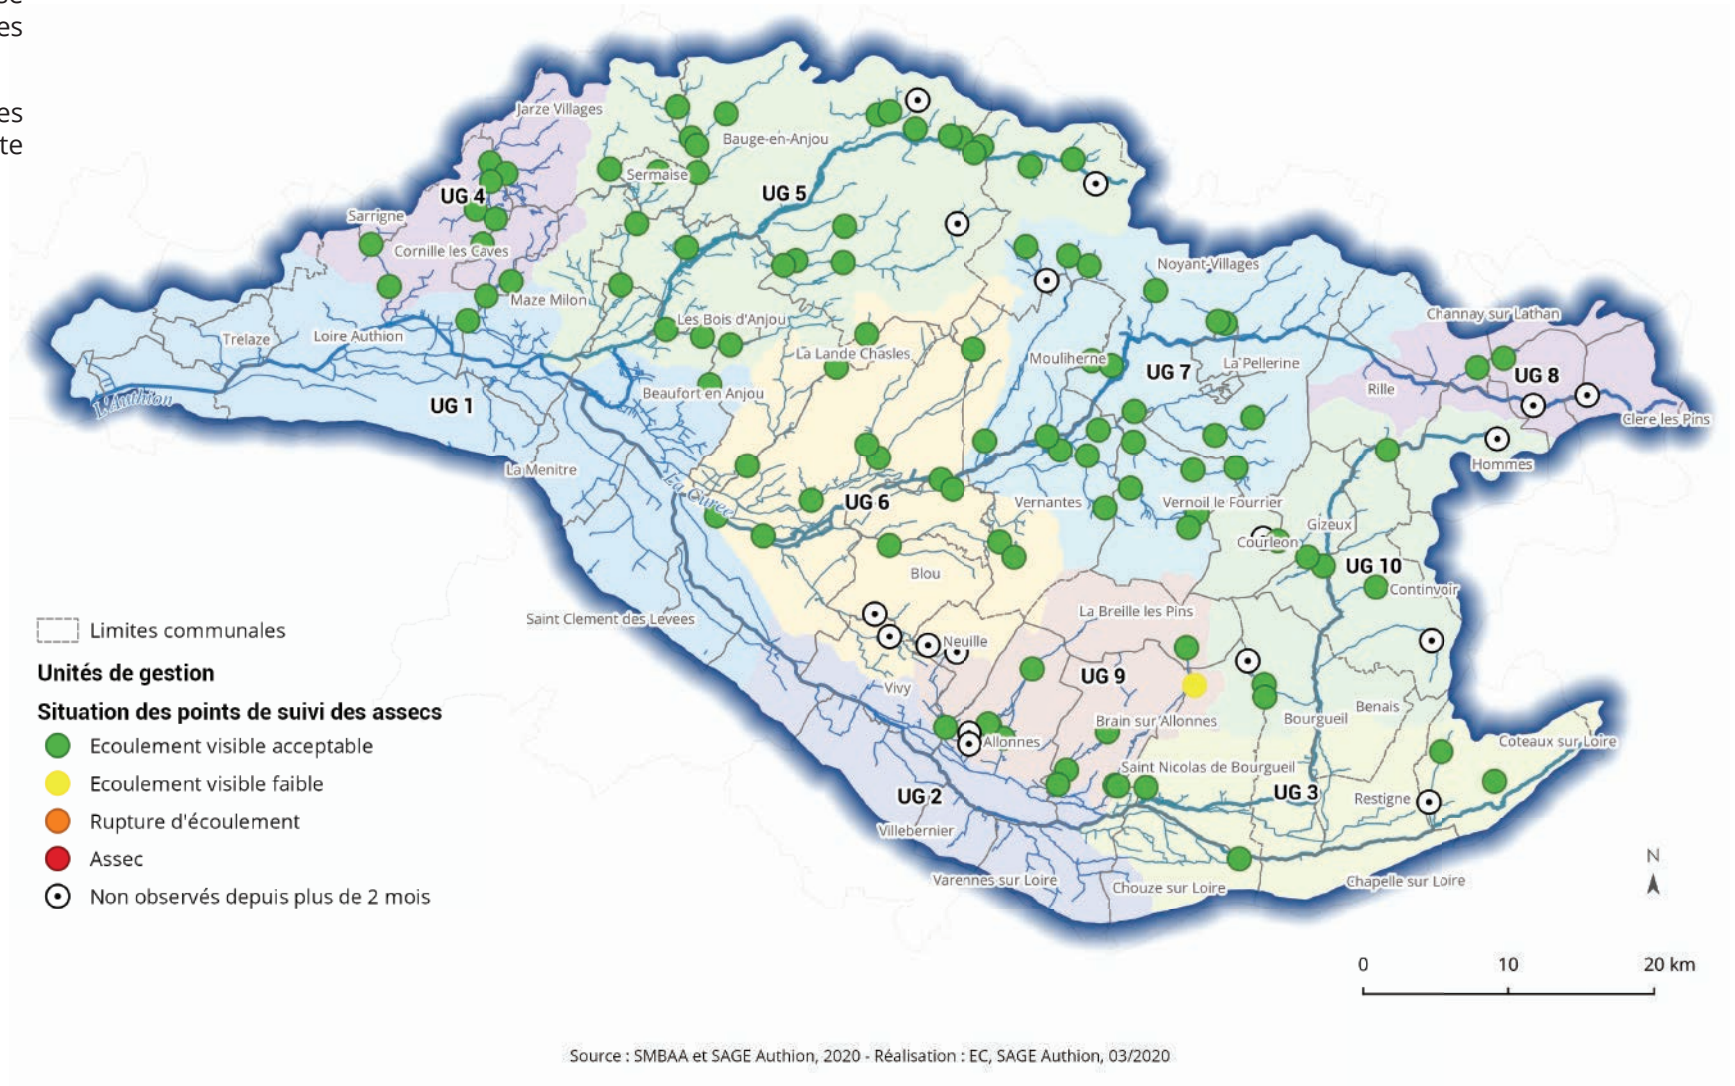 es
es
te
Jarze Villages
Bauge-en-Anjou
Sermaise
UG 4
UG 5
Sarrigne
Cornille les Caves
Noyant-Villages
Maze Milon
Channay sur Lathan
Les Bois d'Anjou
Trelaze
Loire Authion
La Lande Chasles
Mouliherne
UG 7
La Pellerine
UG 8
Rille
L'Authion
UG 1
Beaufort en Anjou
Clere les Pins
La Menitre
Hommes
La Curee
UG 6
Vernantes
Vernoil le Fourrier
Gizeux
Courleon
UG 10
Blou
Continvoir
Saint Clement des Levees
La Breille les Pins
Neuille
UG 9
Vivy
Benais
Brain sur Allonnes
Bourgueil
Allonnes
Coteaux sur Loire
Saint Nicolas de Bourgueil
UG 2
UG 3
Restigne
Villebernier
Varennes sur Loire
Chouze sur Loire
Chapelle sur Loire
Limites communales
Unités de gestion
Situation des points de suivi des assecs
Ecoulement visible acceptable
Ecoulement visible faible
Rupture d'écoulement
Assec
Non observés depuis plus de 2 mois
N
0 10 20 km
Source : SMBAA et SAGE Authion, 2020 - Réalisation : EC, SAGE Authion, 03/2020